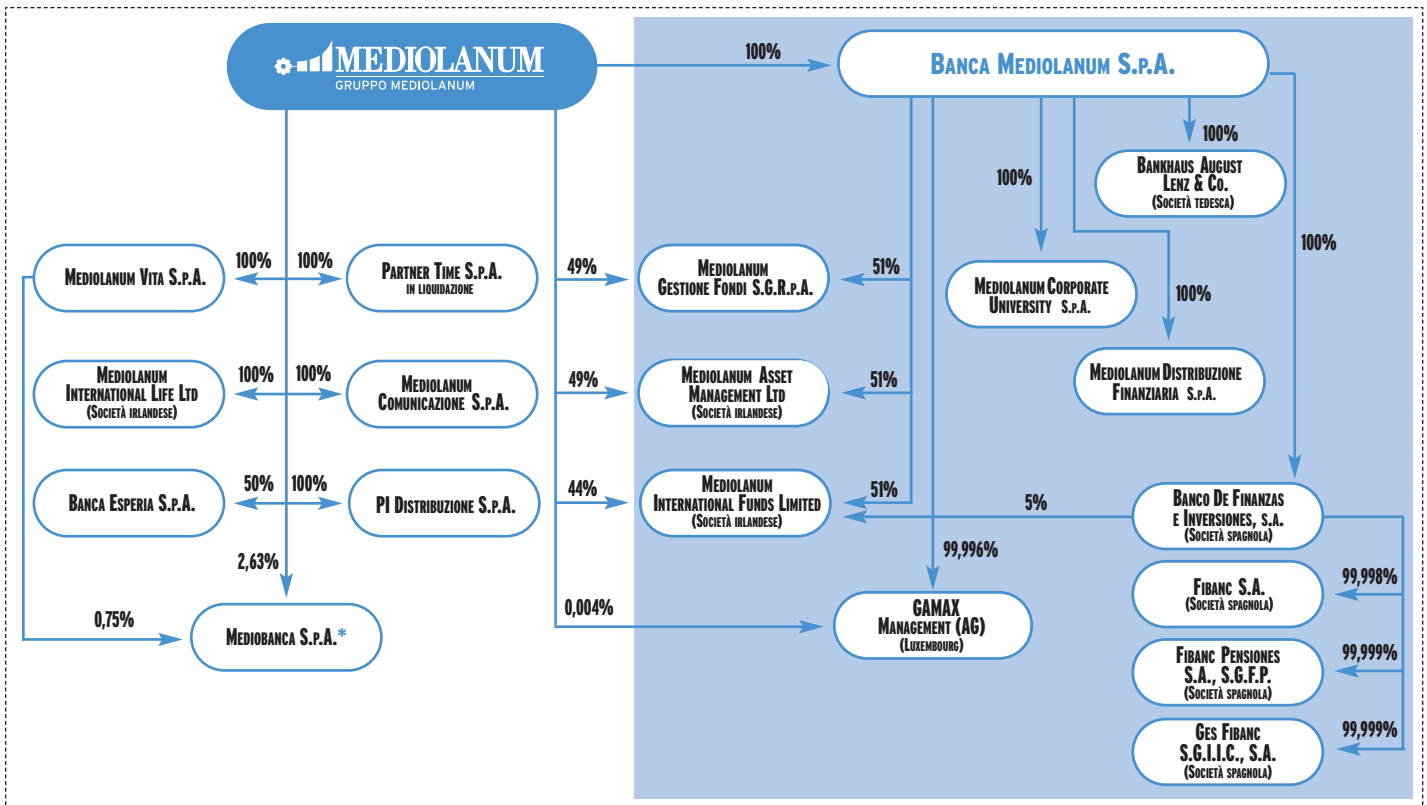 MEDIOLANUM
GRUPPO MEDIOLANUM
100%
BANCA MEDIOLANUM S.P.A.
100%
BANKHAUS AUGUST
LENZ & CO.
(SOCIETÀ TEDESCA)
100%
100%
MEDIOLANUM VITA S.P.A.
100%
100%
PARTNER TIME S.P.A.
IN LIQUIDAZIONE
49%
MEDIOLANUM
GESTIONE FONDI S.G.R.P.A.
51%
MEDIOLANUM CORPORATE
UNIVERSITY S.P.A.
100%
MEDIOLANUM
INTERNATIONAL LIFE LTD
(SOCIETÀ IRLANDESE)
100%
100%
MEDIOLANUM
COMUNICAZIONE S.P.A.
49%
MEDIOLANUM ASSET
MANAGEMENT LTD
(SOCIETÀ IRLANDESE)
51%
MEDIOLANUM DISTRIBUZIONE
FINANZIARIA S.P.A.
BANCA ESPERIA S.P.A.
50%
100%
PI DISTRIBUZIONE S.P.A.
44%
MEDIOLANUM
INTERNATIONAL FUNDS LIMITED
(SOCIETÀ IRLANDESE)
51%
5%
BANCO DE FINANZAS
E INVERSIONES, S.A.
(SOCIETÀ SPAGNOLA)
2,63%
99,996%
0,75%
MEDIOBANCA S.P.A.*
0,004%
GAMAX
MANAGEMENT (AG)
(LUXEMBOURG)
FIBANC S.A.
(SOCIETÀ SPAGNOLA)
99,998%
FIBANC PENSIONES
S.A., S.G.F.P.
(SOCIETÀ SPAGNOLA)
99,999%
GES FIBANC
S.G.I.I.C., S.A.
(SOCIETÀ SPAGNOLA)
99,999%